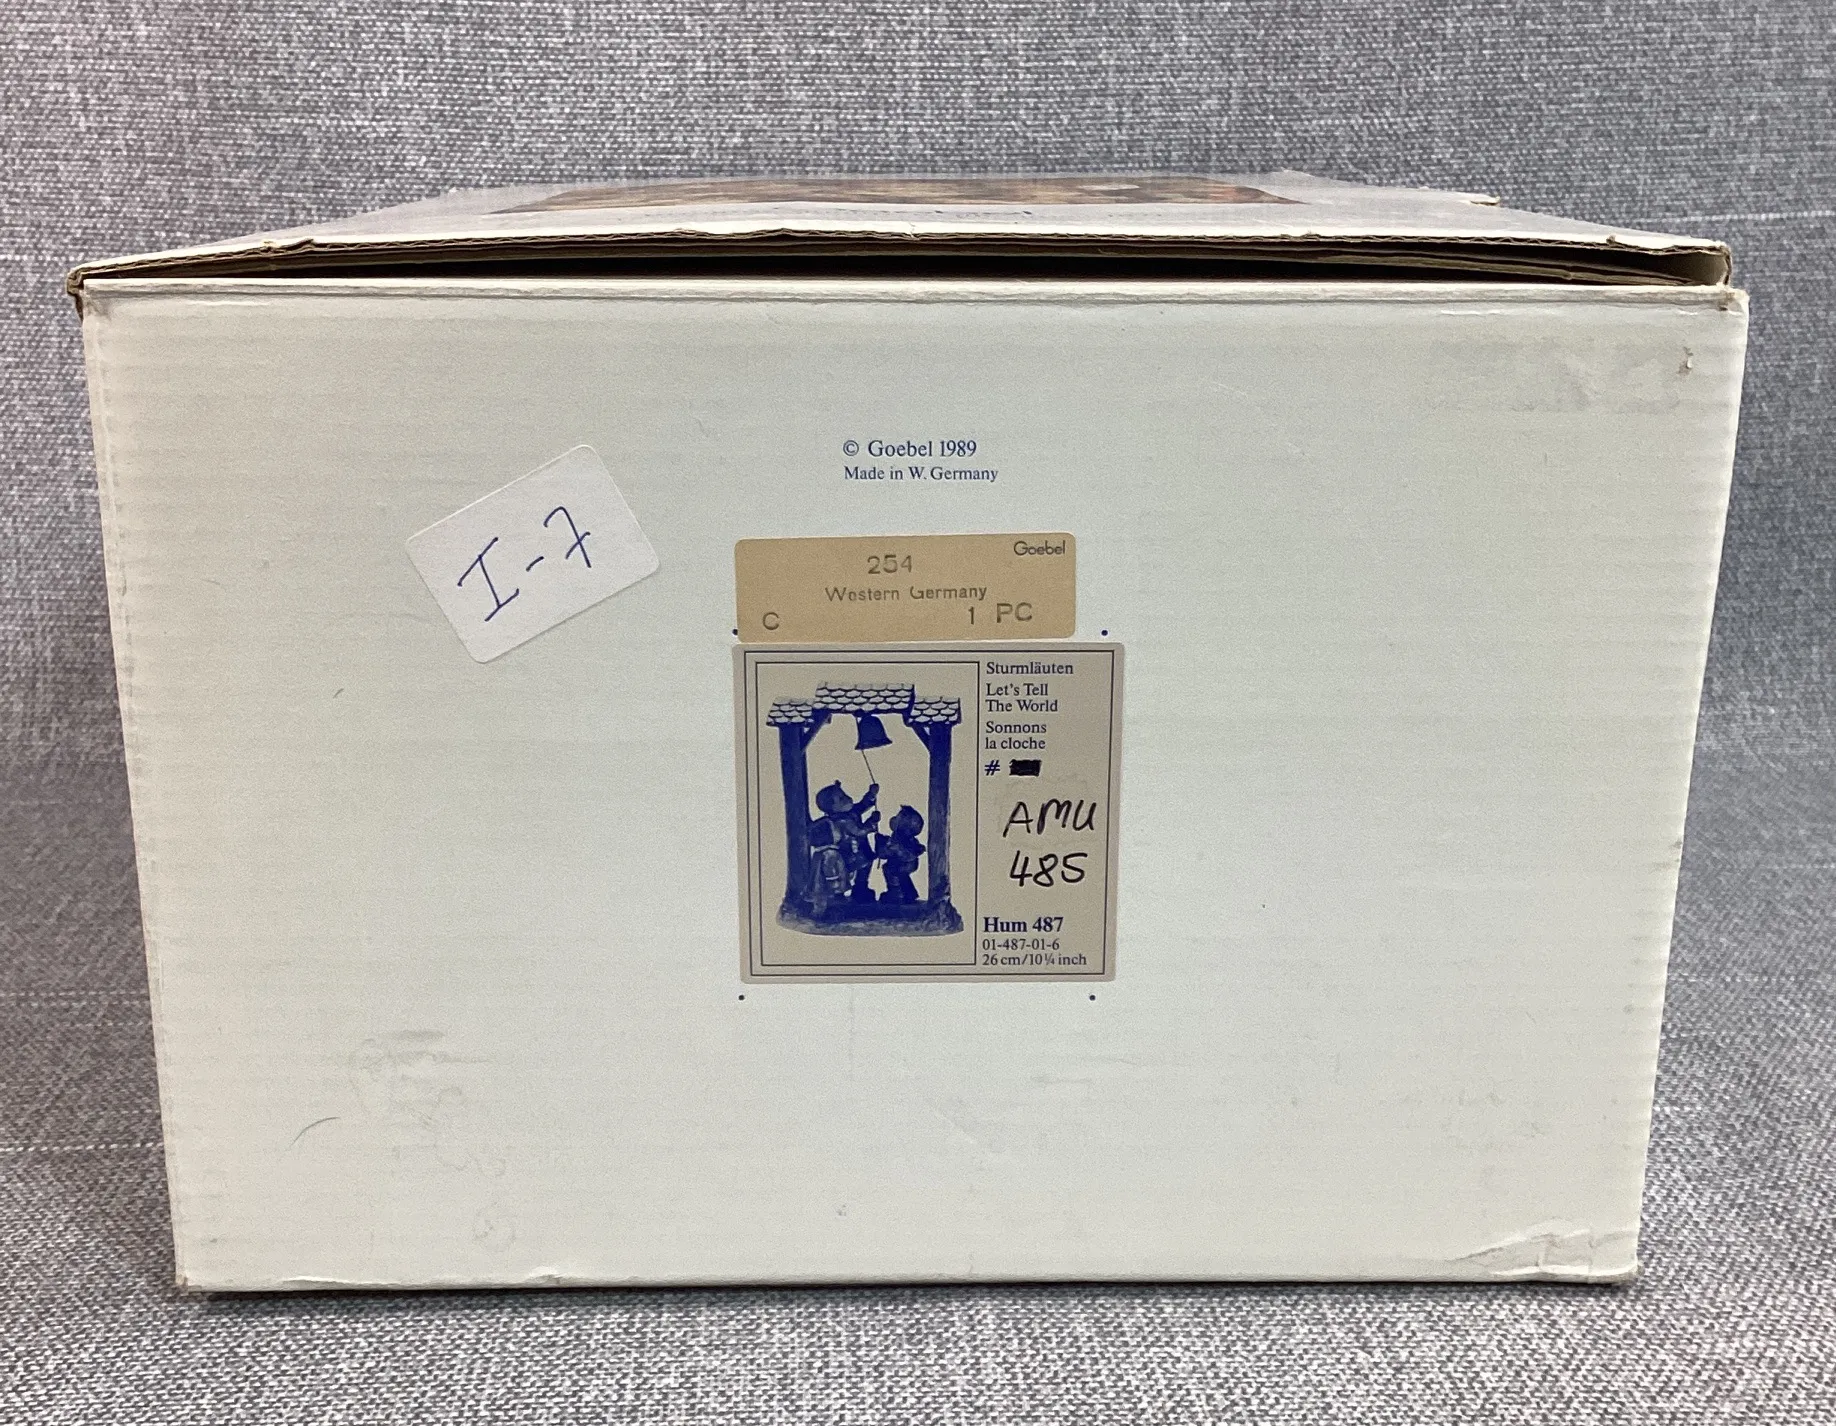 © Goebel 1989
Made in W. Germany
I-7
Goebel
254
Western Germany
C 1 PC
Sturmläuten
Let's Tell
The World
Sonnons
la cloche
#
AMU
485
Hum 487
01-487-01-6
26 cm/10¼ inch